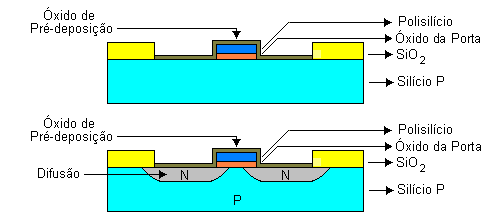 Óxido de
Pré-deposição
Polisilício
Óxido da Porta
SiO2
Silício P
Óxido de
Pré-deposição
Polisilício
Óxido da Porta
SiO2
Difusão
N
N
Silício P
P